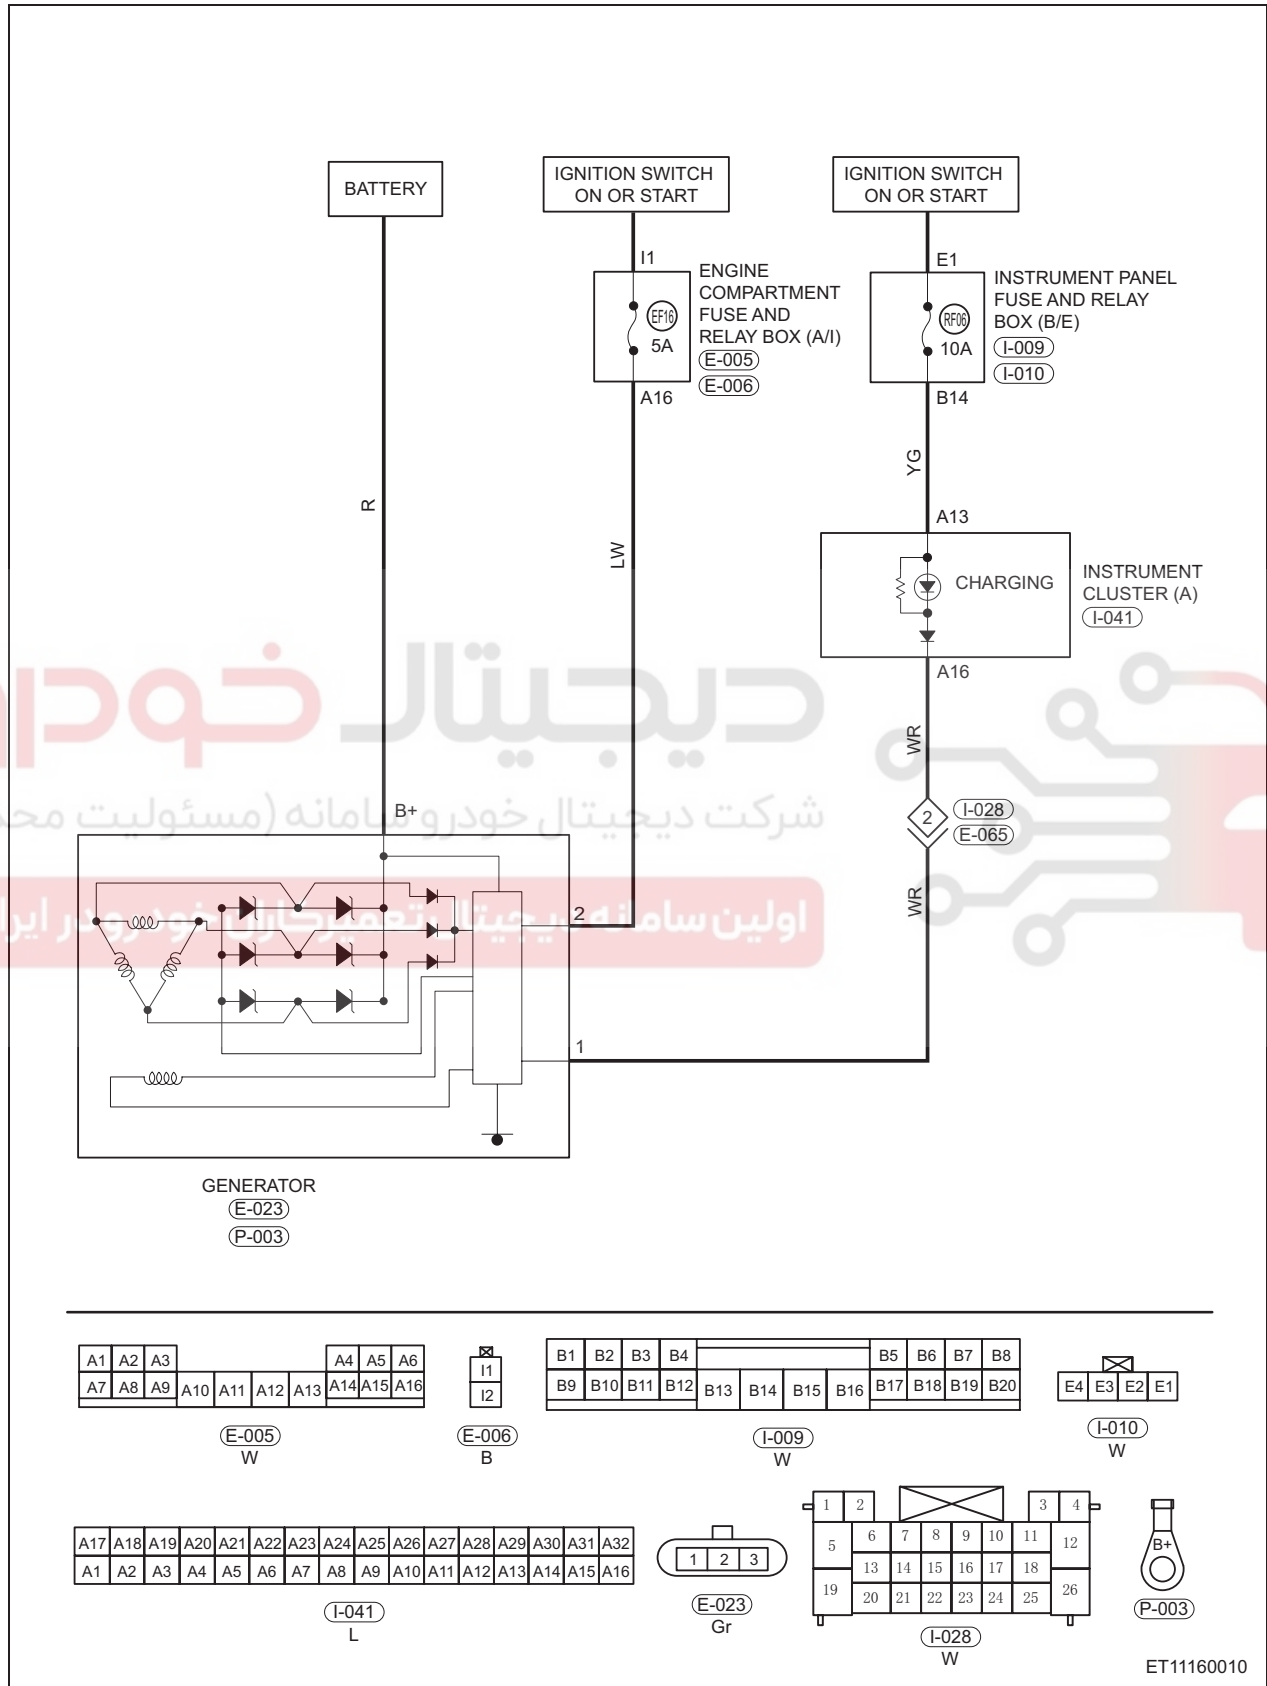 BATTERY
IGNITION SWITCH
ON OR START
IGNITION SWITCH
ON OR START
I1
EF16
5A
ENGINE
COMPARTMENT
FUSE AND
RELAY BOX (A/I)
E-005
E-006
A16
E1
RF06
10A
INSTRUMENT PANEL
FUSE AND RELAY
BOX (B/E)
I-009
I-010
B14
R
LW
YG
A13
CHARGING
INSTRUMENT
CLUSTER (A)
I-041
A16
WR
دیجیتال خودرو
شرکت دیجیتال خودرو سامانه (مسئولیت
اولین سامانه دیجیتال تعمیرکاران خودرو در ایران
B+
2
I-028
E-065
WR
2
1
GENERATOR
E-023
P-003
A1 A2 A3 A4 A5 A6
A7 A8 A9 A10 A11 A12 A13 A14 A15 A16
E-005
W
I1
I2
E-006
B
B1 B2 B3 B4 B5 B6 B7 B8
B9 B10 B11 B12 B13 B14 B15 B16 B17 B18 B19 B20
I-009
W
E4 E3 E2 E1
I-010
W
A17 A18 A19 A20 A21 A22 A23 A24 A25 A26 A27 A28 A29 A30 A31 A32
A1 A2 A3 A4 A5 A6 A7 A8 A9 A10 A11 A12 A13 A14 A15 A16
I-041
L
1 2 3
E-023
Gr
1 2 3 4
5 6 7 8 9 10 11 12
13 14 15 16 17 18
19 20 21 22 23 24 25 26
I-028
W
B+
P-003
ET11160010